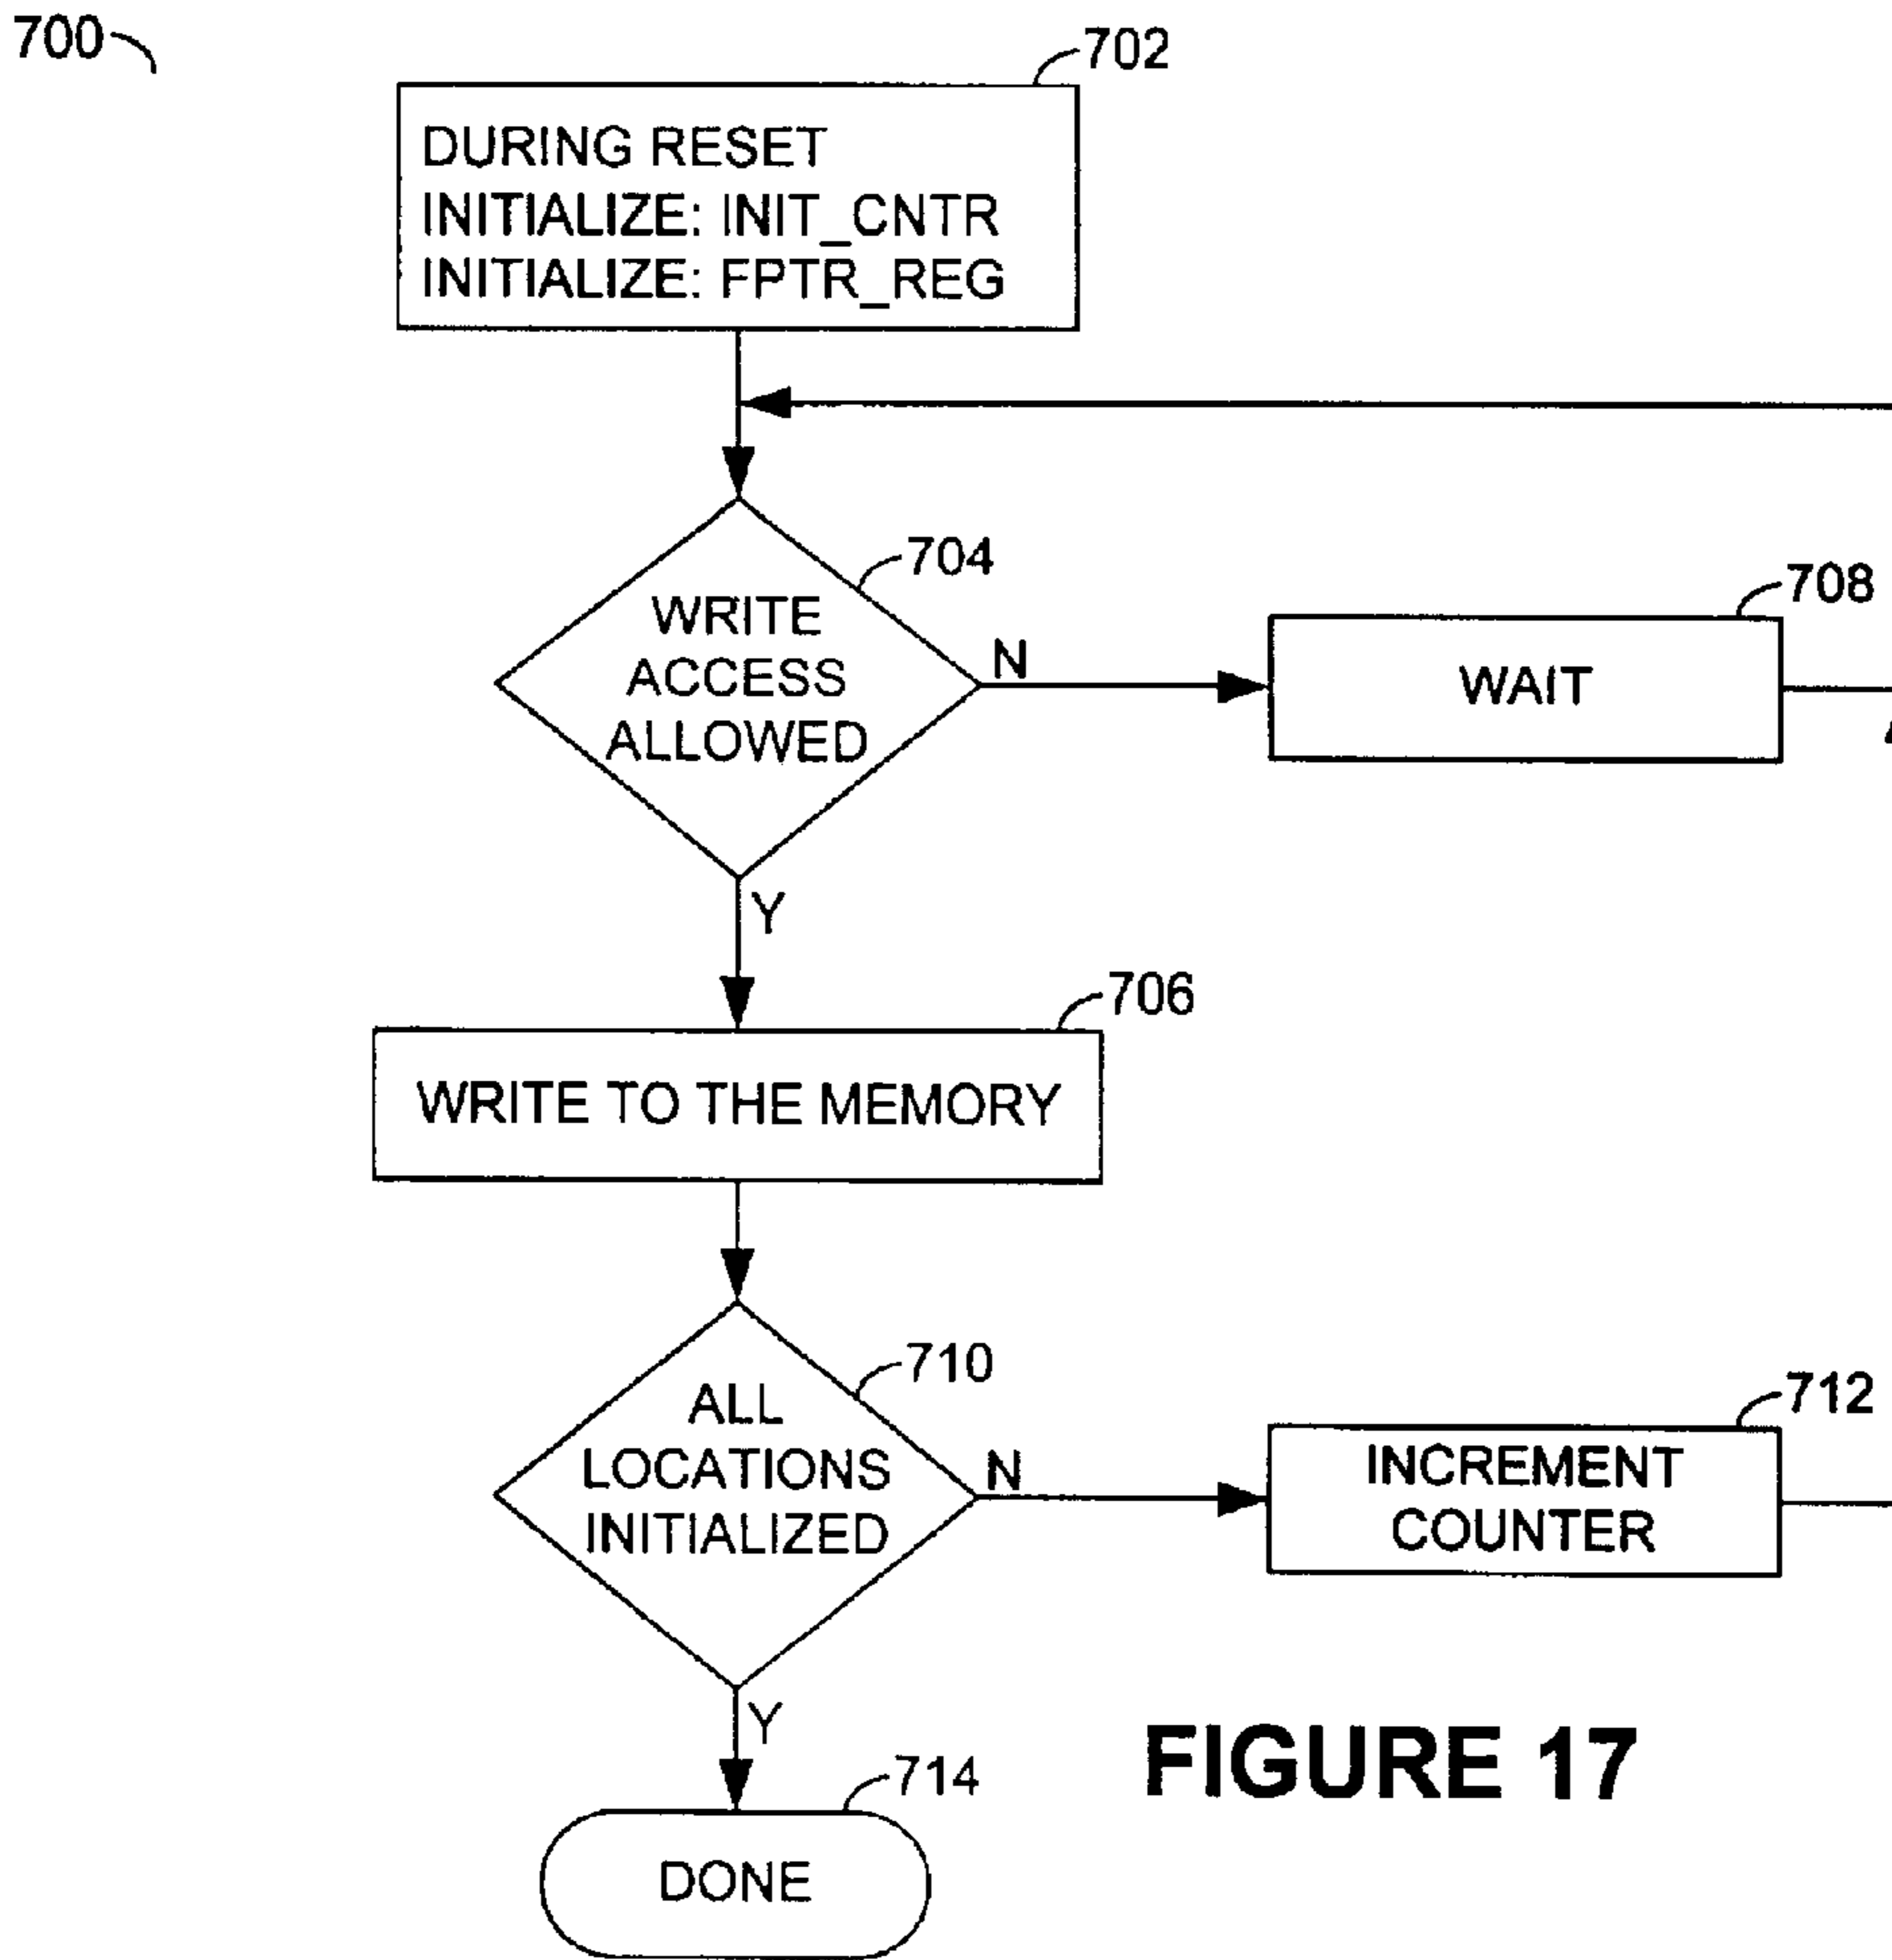 700
702
DURING RESET
INITIALIZE: INIT_CNTR
INITIALIZE: FPTR_REG
704
WRITE
ACCESS
ALLOWED
N
708
WAIT
Y
706
WRITE TO THE MEMORY
710
ALL
LOCATIONS
INITIALIZED
N
712
INCREMENT
COUNTER
Y
714
DONE
FIGURE 17